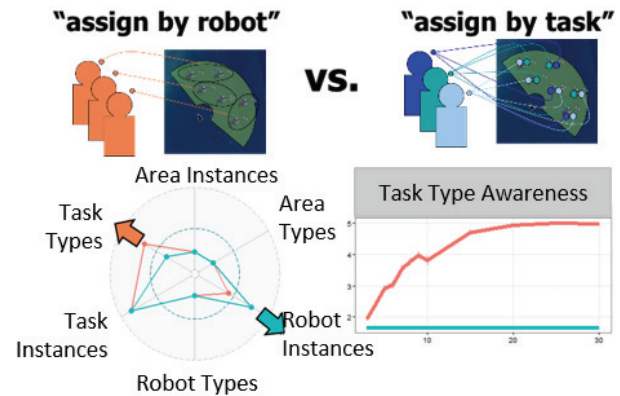 "assign by robot"
vs.
"assign by task"
Area Instances
Task
Types
Area
Types
Task
Instances
Robot
Instances
Robot Types
Task Type Awareness
5
4
3
2
10
20
30